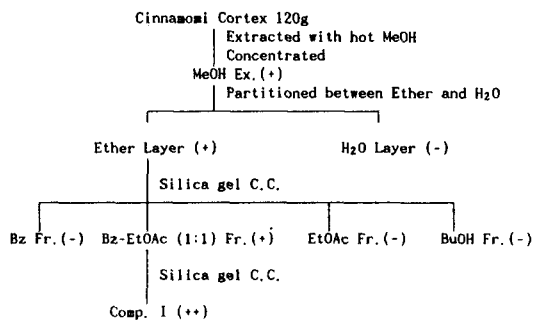 Cinnamomi Cortex 120g
Extracted with hot MeOH
Concentrated
MeOH Ex.(+)
Partitioned between Ether and H₂O
Ether Layer (+) H₂O Layer (-)
Silica gel C.C.
Bz Fr.(-) Bz-EtOAc (1:1) Fr.(+) EtOAc Fr.(-) BuOH Fr.(-)
Silica gel C.C.
Comp. I (++)